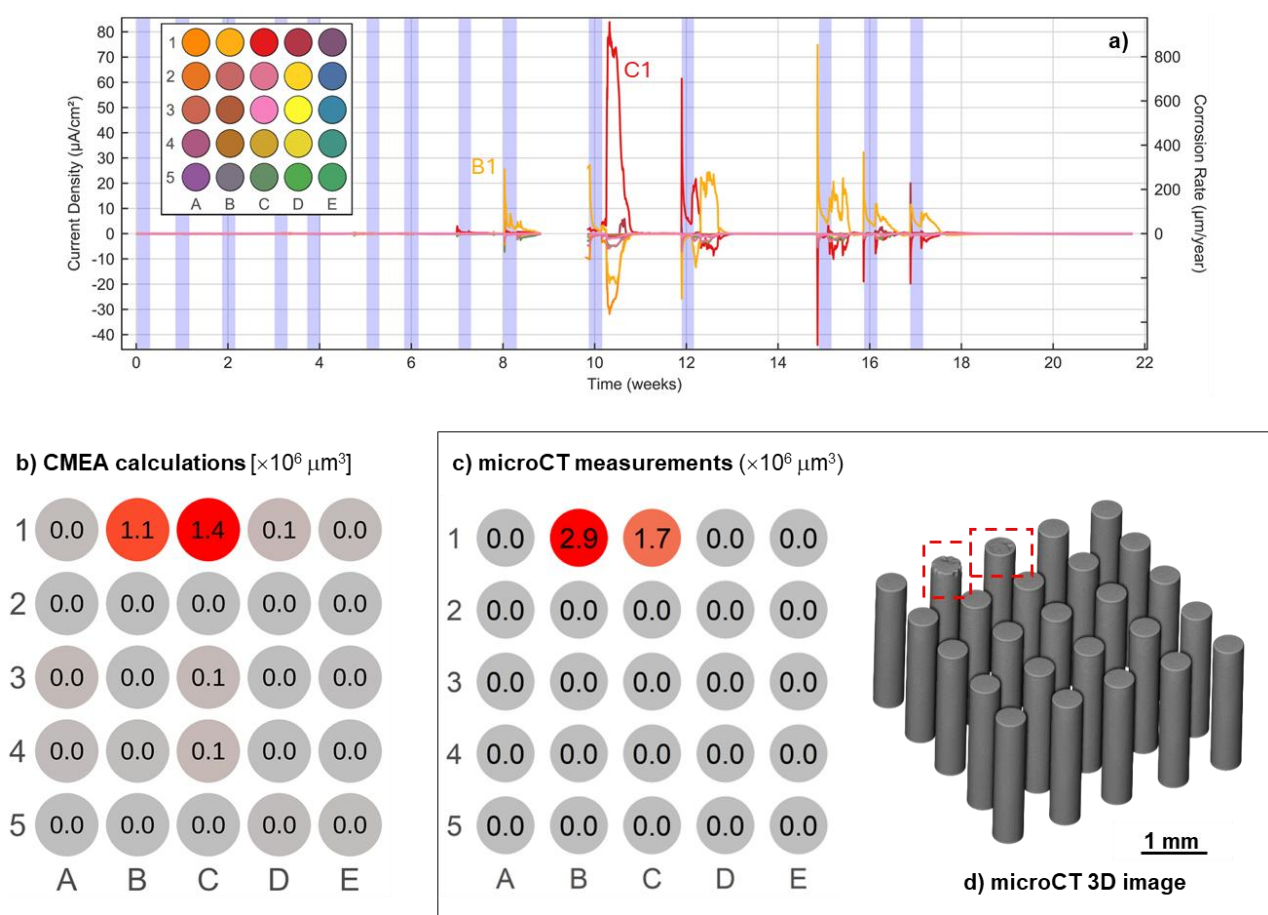 a)
80
70
60
50
40
30
20
10
0
-10
-20
-30
-40
Current Density (µA/cm²)
1
2
3
4
5
A B C D E
B1
C1
800
600
400
200
0
Corrosion Rate (µm/year)
0 2 4 6 8 10 12 14 16 18 20 22
Time (weeks)
b) CMEA calculations [×10⁶ µm³]
1 0.0 1.1 1.4 0.1 0.0
2 0.0 0.0 0.0 0.0 0.0
3 0.0 0.0 0.1 0.0 0.0
4 0.0 0.0 0.1 0.0 0.0
5 0.0 0.0 0.0 0.0 0.0
A B C D E
c) microCT measurements (×10⁶ µm³)
1 0.0 2.9 1.7 0.0 0.0
2 0.0 0.0 0.0 0.0 0.0
3 0.0 0.0 0.0 0.0 0.0
4 0.0 0.0 0.0 0.0 0.0
5 0.0 0.0 0.0 0.0 0.0
A B C D E
1 mm
d) microCT 3D image